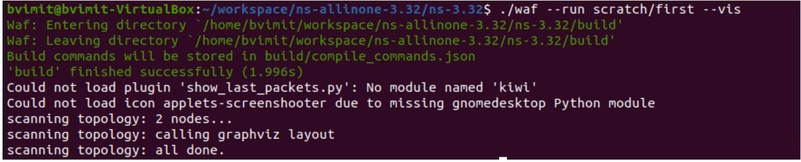 bvimit@bvimit-VirtualBox:~/workspace/ns-allinone-3.32/ns-3.32$ ./waf --run scratch/first --vis
Waf: Entering directory `/home/bvimit/workspace/ns-allinone-3.32/ns-3.32/build'
Waf: Leaving directory `/home/bvimit/workspace/ns-allinone-3.32/ns-3.32/build'
Build commands will be stored in build/compile_commands.json
'build' finished successfully (1.996s)
Could not load plugin 'show_last_packets.py': No module named 'kiwi'
Could not load icon applets-screenshooter due to missing gnomedesktop Python module
scanning topology: 2 nodes...
scanning topology: calling graphviz layout
scanning topology: all done.